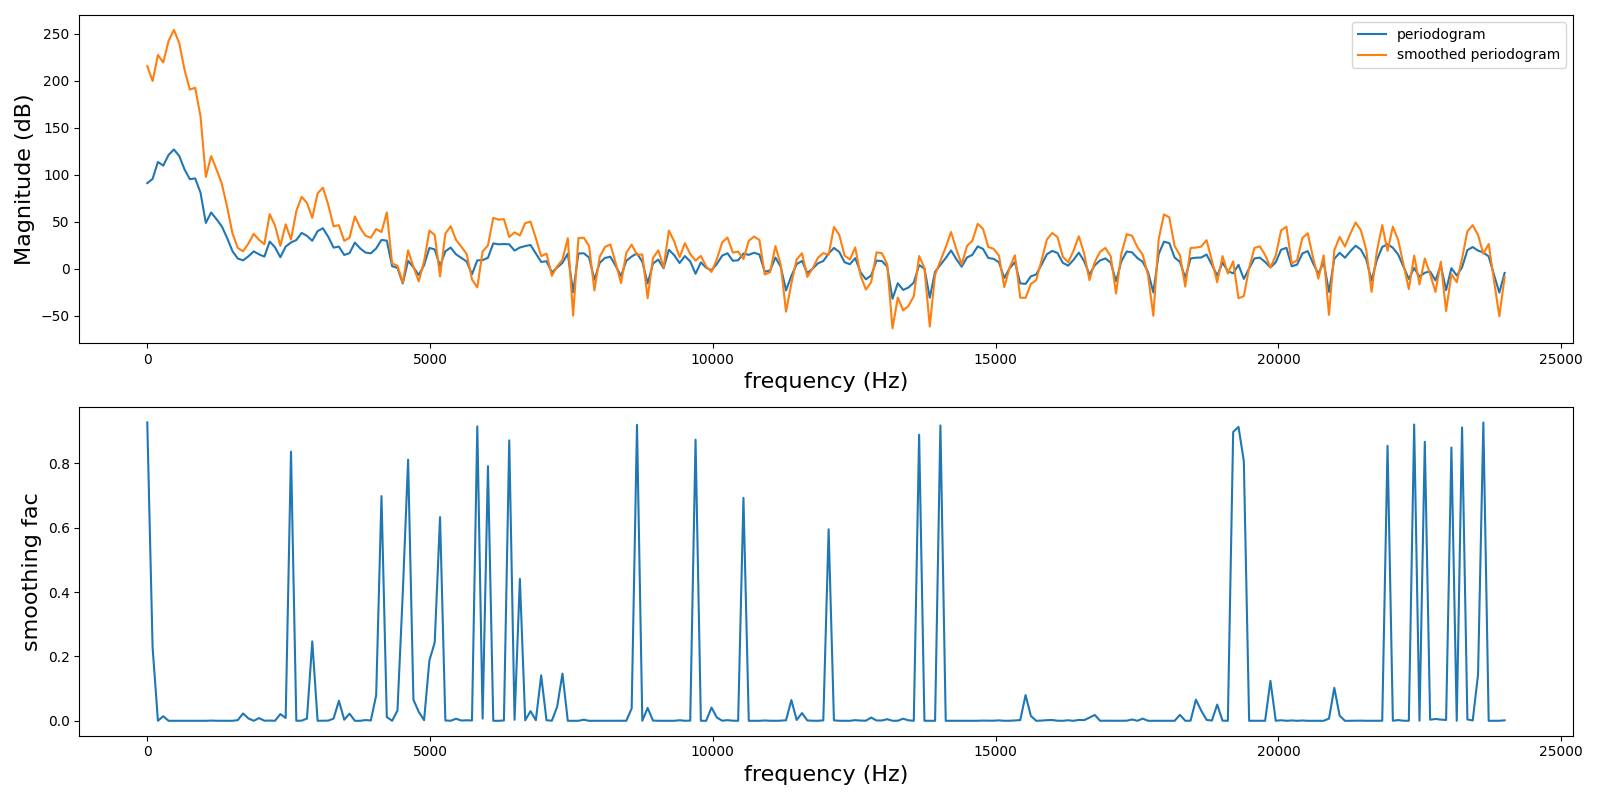 250
200
150
100
50
0
−50
Magnitude (dB)
periodogram
smoothed periodogram
0 5000 10000 15000 20000 25000
frequency (Hz)
0.8
0.6
0.4
0.2
0.0
smoothing fac
0 5000 10000 15000 20000 25000
frequency (Hz)